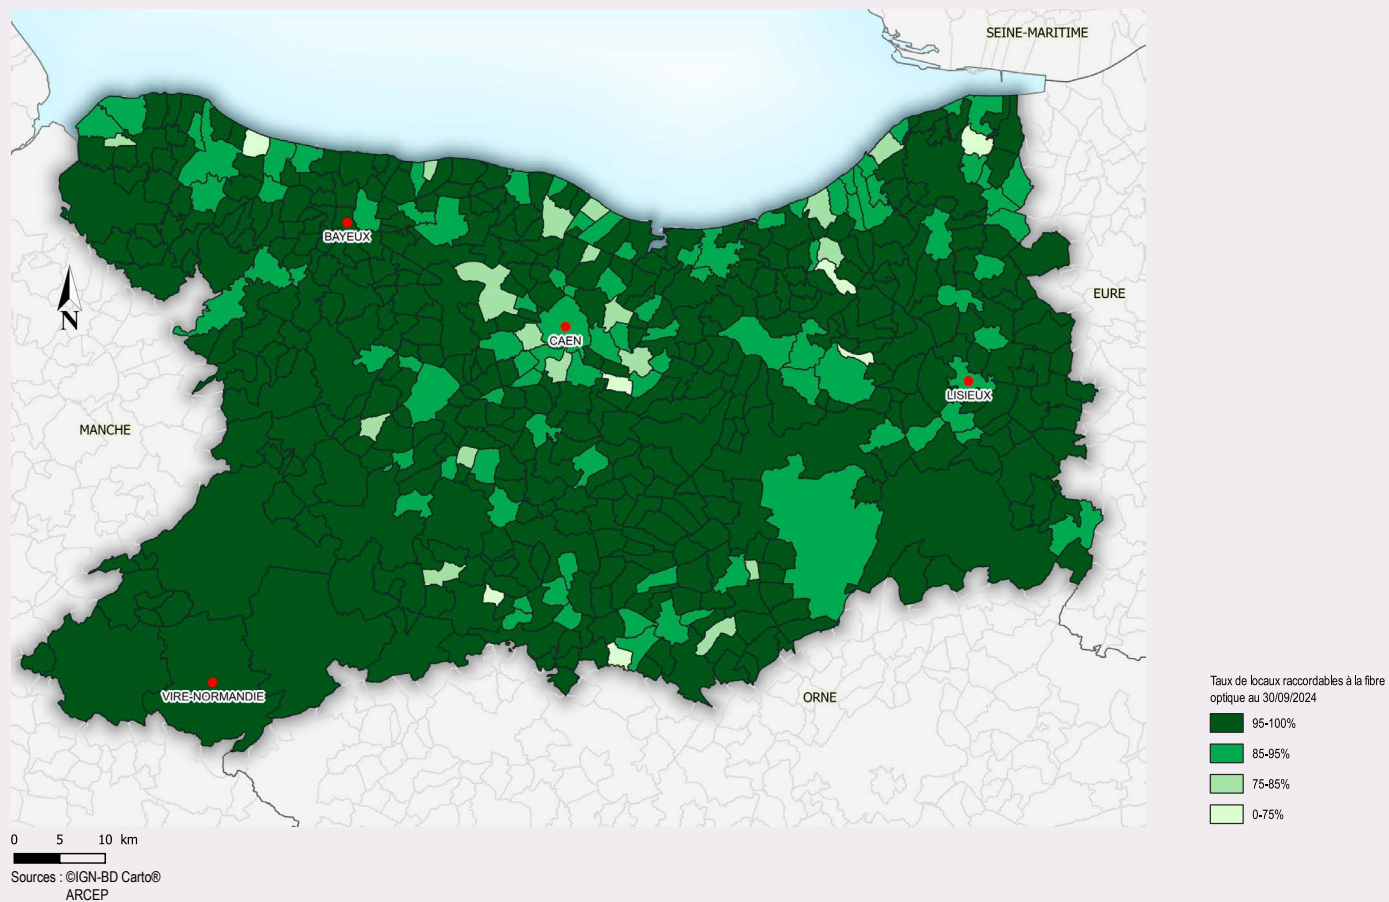 SEINE-MARITIME
BAYEUX
EURE
N
CAEN
LISIEUX
MANCHE
VIRE-NORMANDIE
ORNE
Taux de locaux raccordables à la fibre
optique au 30/09/2024
95-100%
85-95%
75-85%
0-75%
0 5 10 km
Sources : ©IGN-BD Carto®
ARCEP